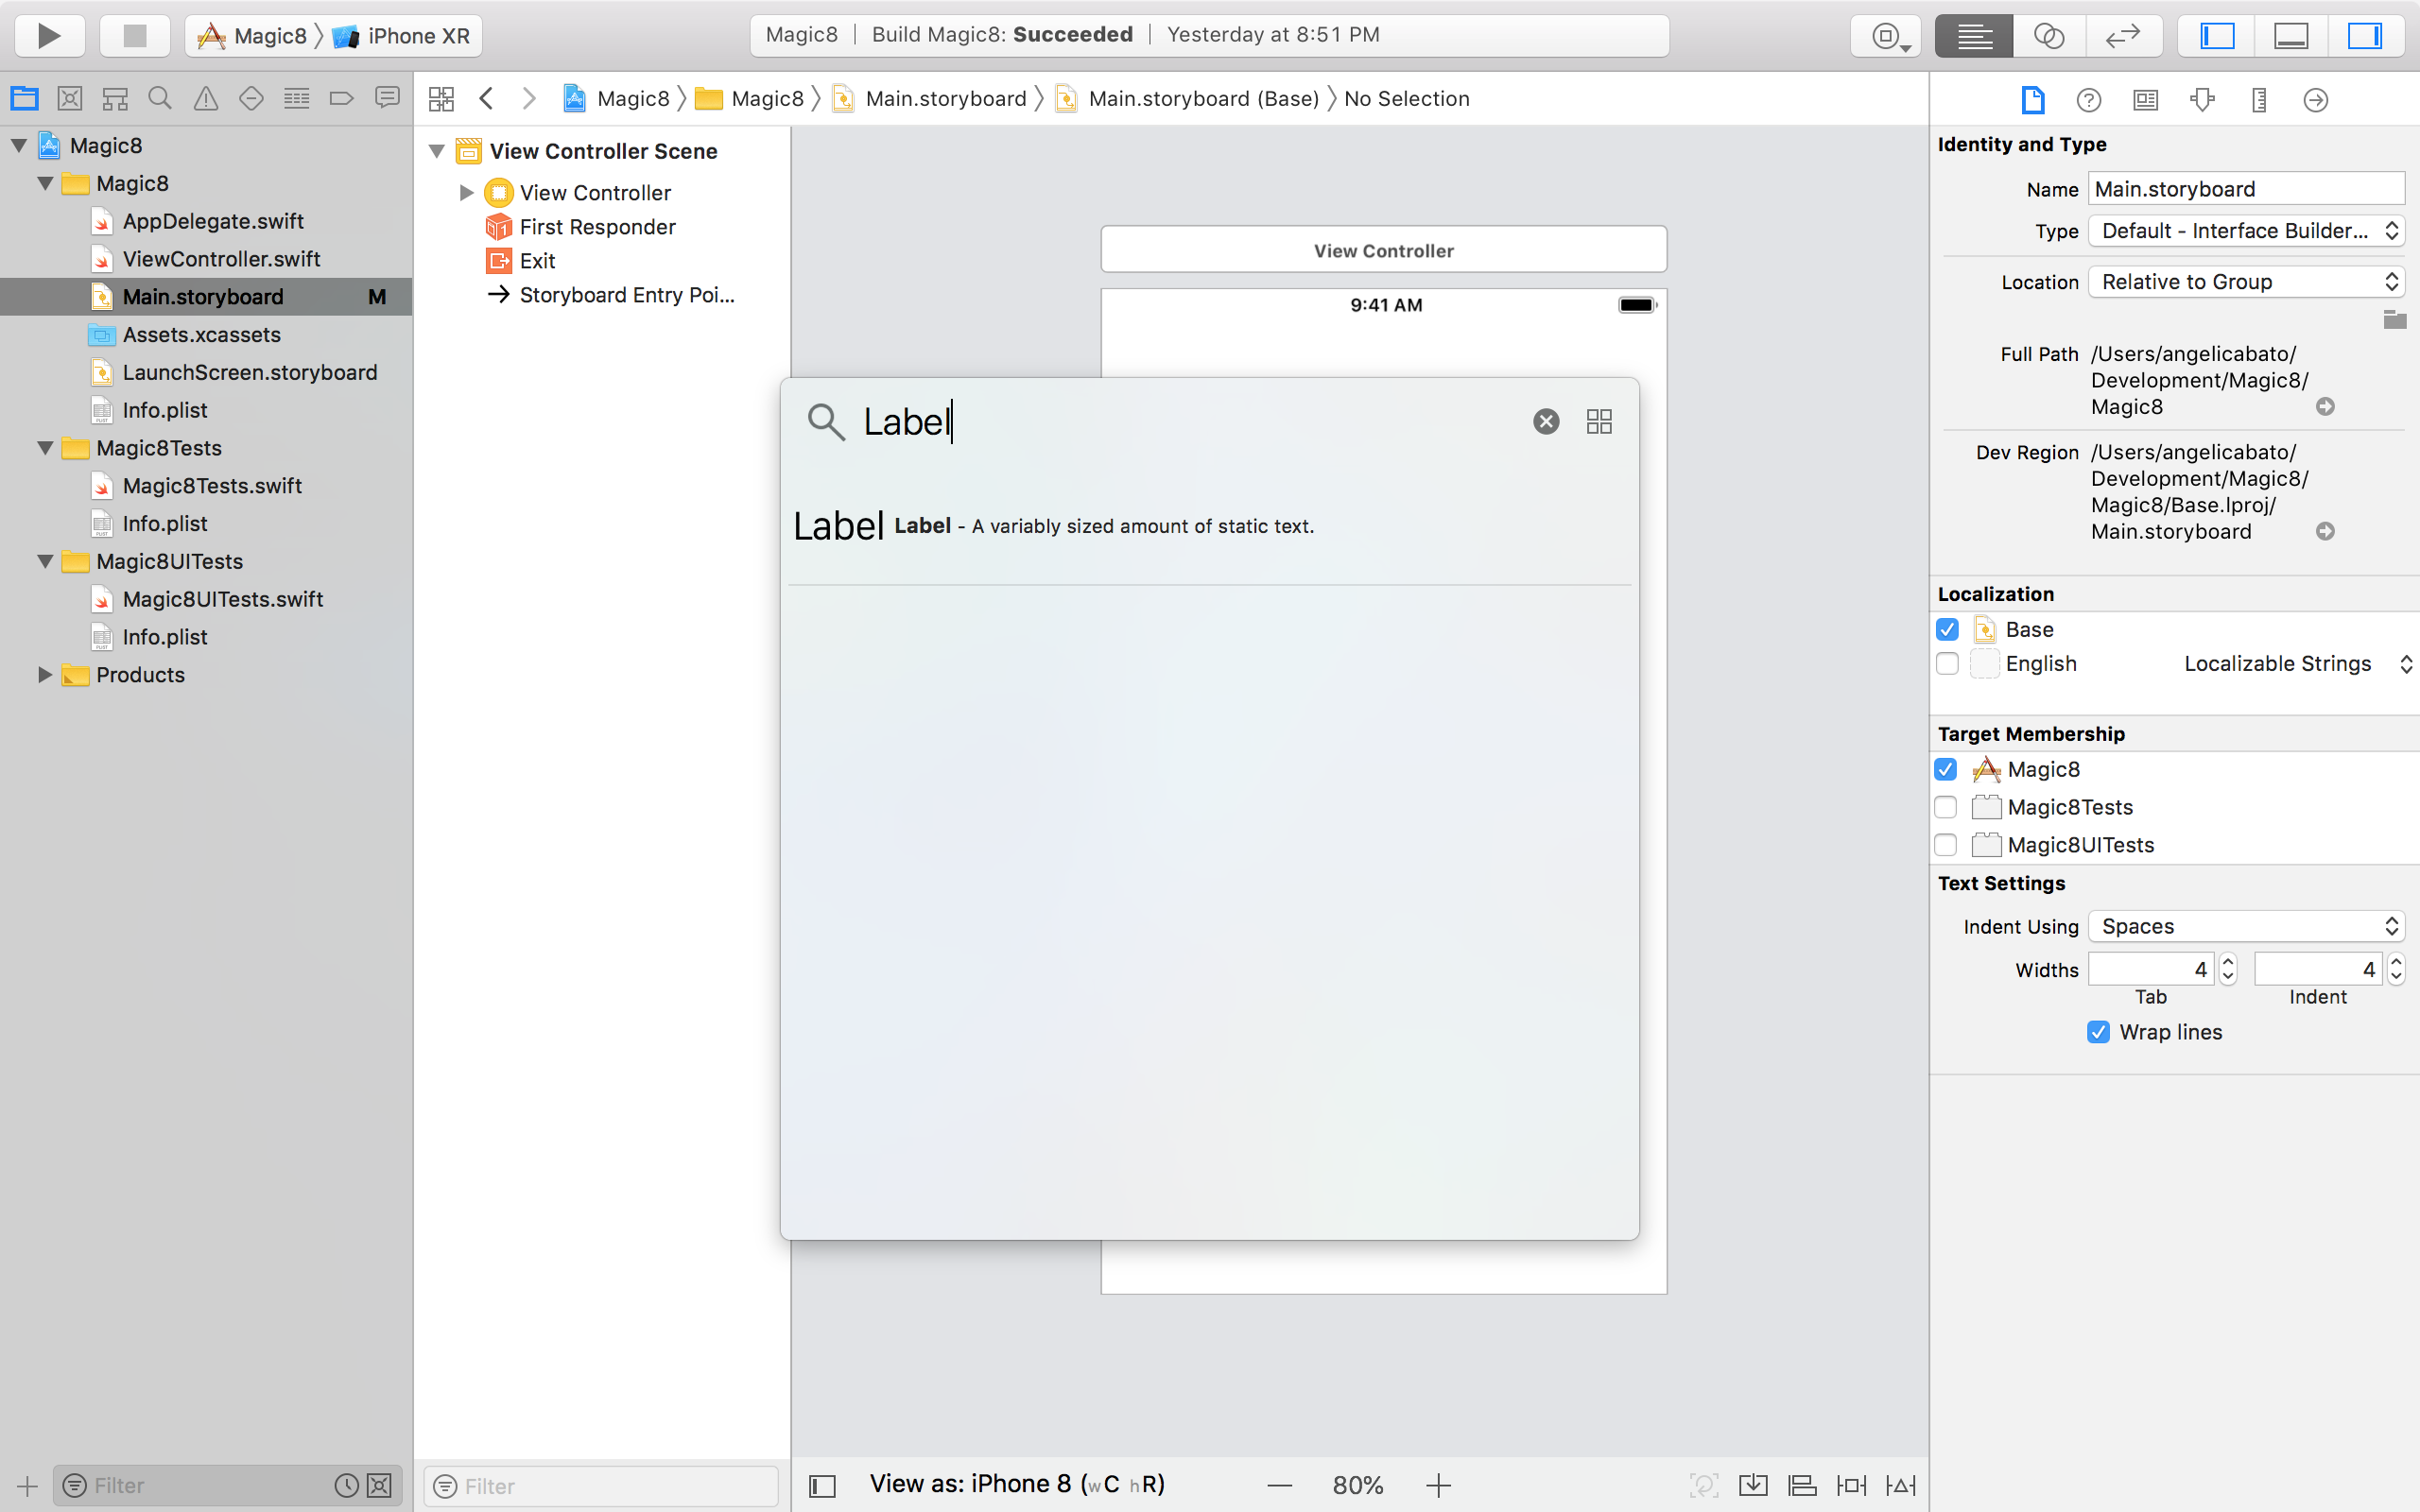 Magic8 iPhone XR
Magic8 Build Magic8: Succeeded Yesterday at 8:51 PM
Magic8
Magic8
AppDelegate.swift
ViewController.swift
Main.storyboard M
Assets.xcassets
LaunchScreen.storyboard
Info.plist
Magic8Tests
Magic8Tests.swift
Info.plist
Magic8UITests
Magic8UITests.swift
Info.plist
Products
Filter
Magic8 Magic8 Main.storyboard Main.storyboard (Base) No Selection
View Controller Scene
View Controller
First Responder
Exit
Storyboard Entry Poi...
Filter
View Controller
9:41 AM
Label
Label Label - A variably sized amount of static text.
View as: iPhone 8 (wC hR)
80%
Identity and Type
Name Main.storyboard
Type Default - Interface Builder...
Location Relative to Group
Full Path /Users/angelicabato/
Development/Magic8/
Magic8
Dev Region /Users/angelicabato/
Development/Magic8/
Magic8/Base.lproj/
Main.storyboard
Localization
Base
English Localizable Strings
Target Membership
Magic8
Magic8Tests
Magic8UITests
Text Settings
Indent Using Spaces
Widths 4 4
Tab Indent
Wrap lines